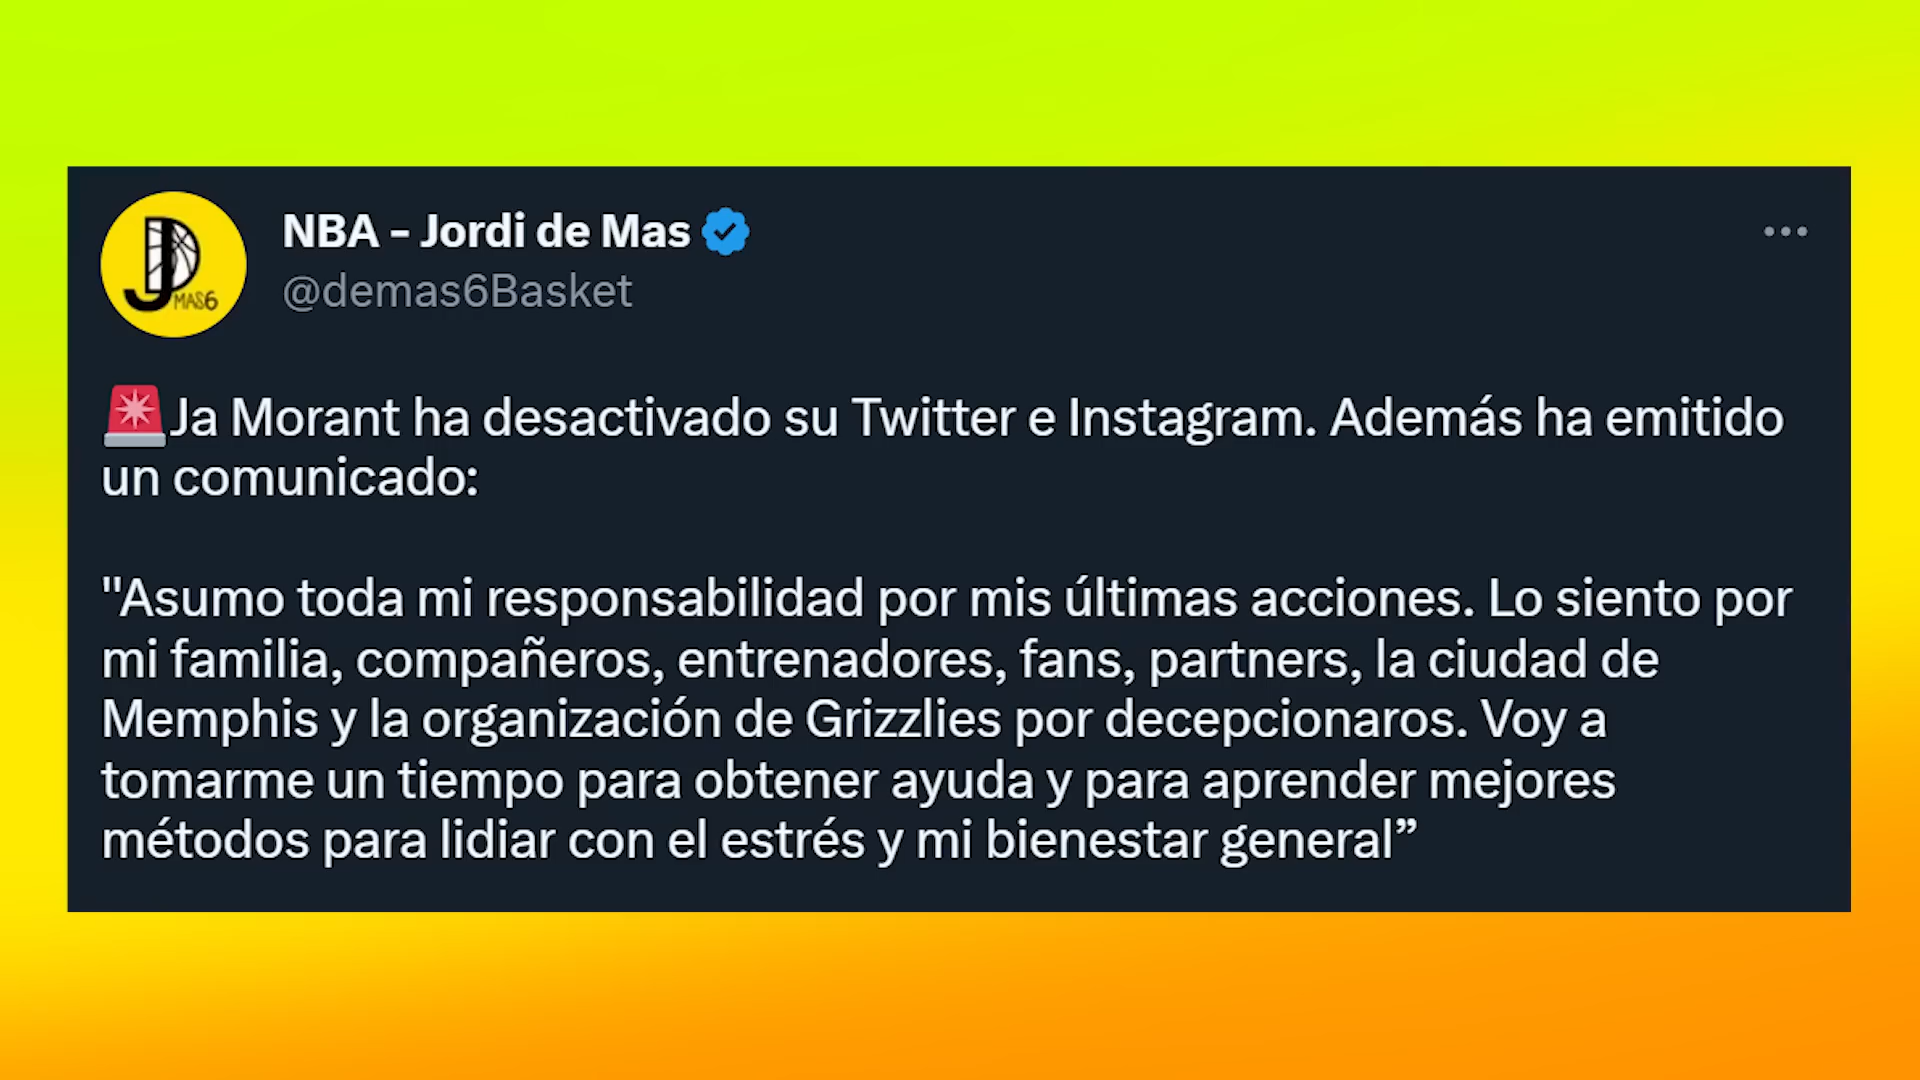 NBA - Jordi de Mas
@demas6Basket
JD
MAS6
🚨Ja Morant ha desactivado su Twitter e Instagram. Además ha emitido
un comunicado:
"Asumo toda mi responsabilidad por mis últimas acciones. Lo siento por
mi familia, compañeros, entrenadores, fans, partners, la ciudad de
Memphis y la organización de Grizzlies por decepcionaros. Voy a
tomarme un tiempo para obtener ayuda y para aprender mejores
métodos para lidiar con el estrés y mi bienestar general”